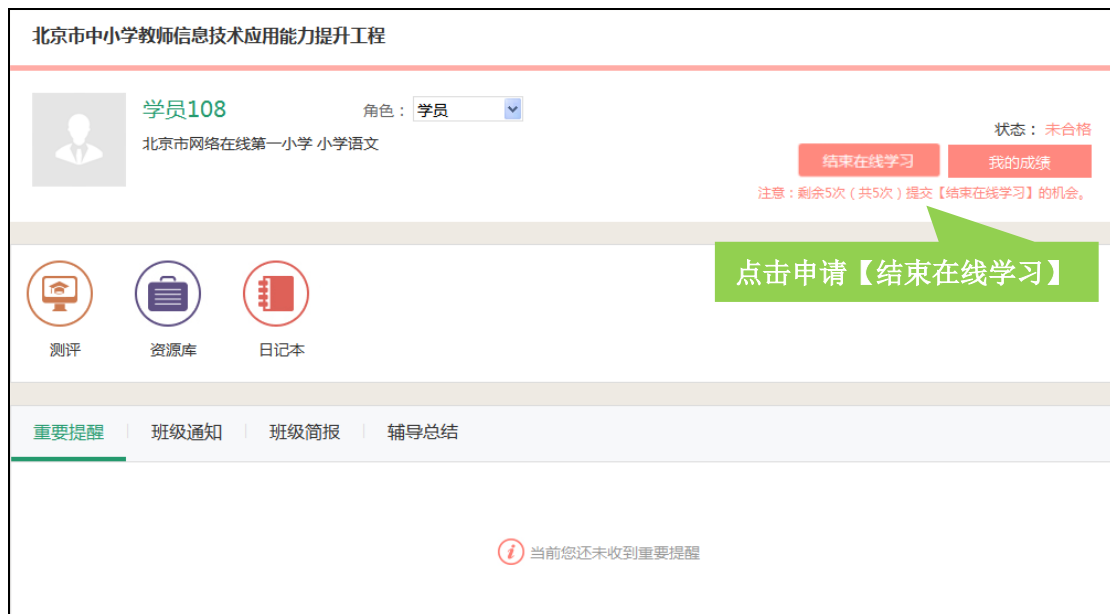 北京市中小学教师信息技术应用能力提升工程
学员108
角色： 学员
北京市网络在线第一小学 小学语文
状态： 未合格
结束在线学习 我的成绩
注意：剩余5次（共5次）提交【结束在线学习】的机会。
点击申请【结束在线学习】
测评 资源库 日记本
重要提醒 班级通知 班级简报 辅导总结
当前您还未收到重要提醒